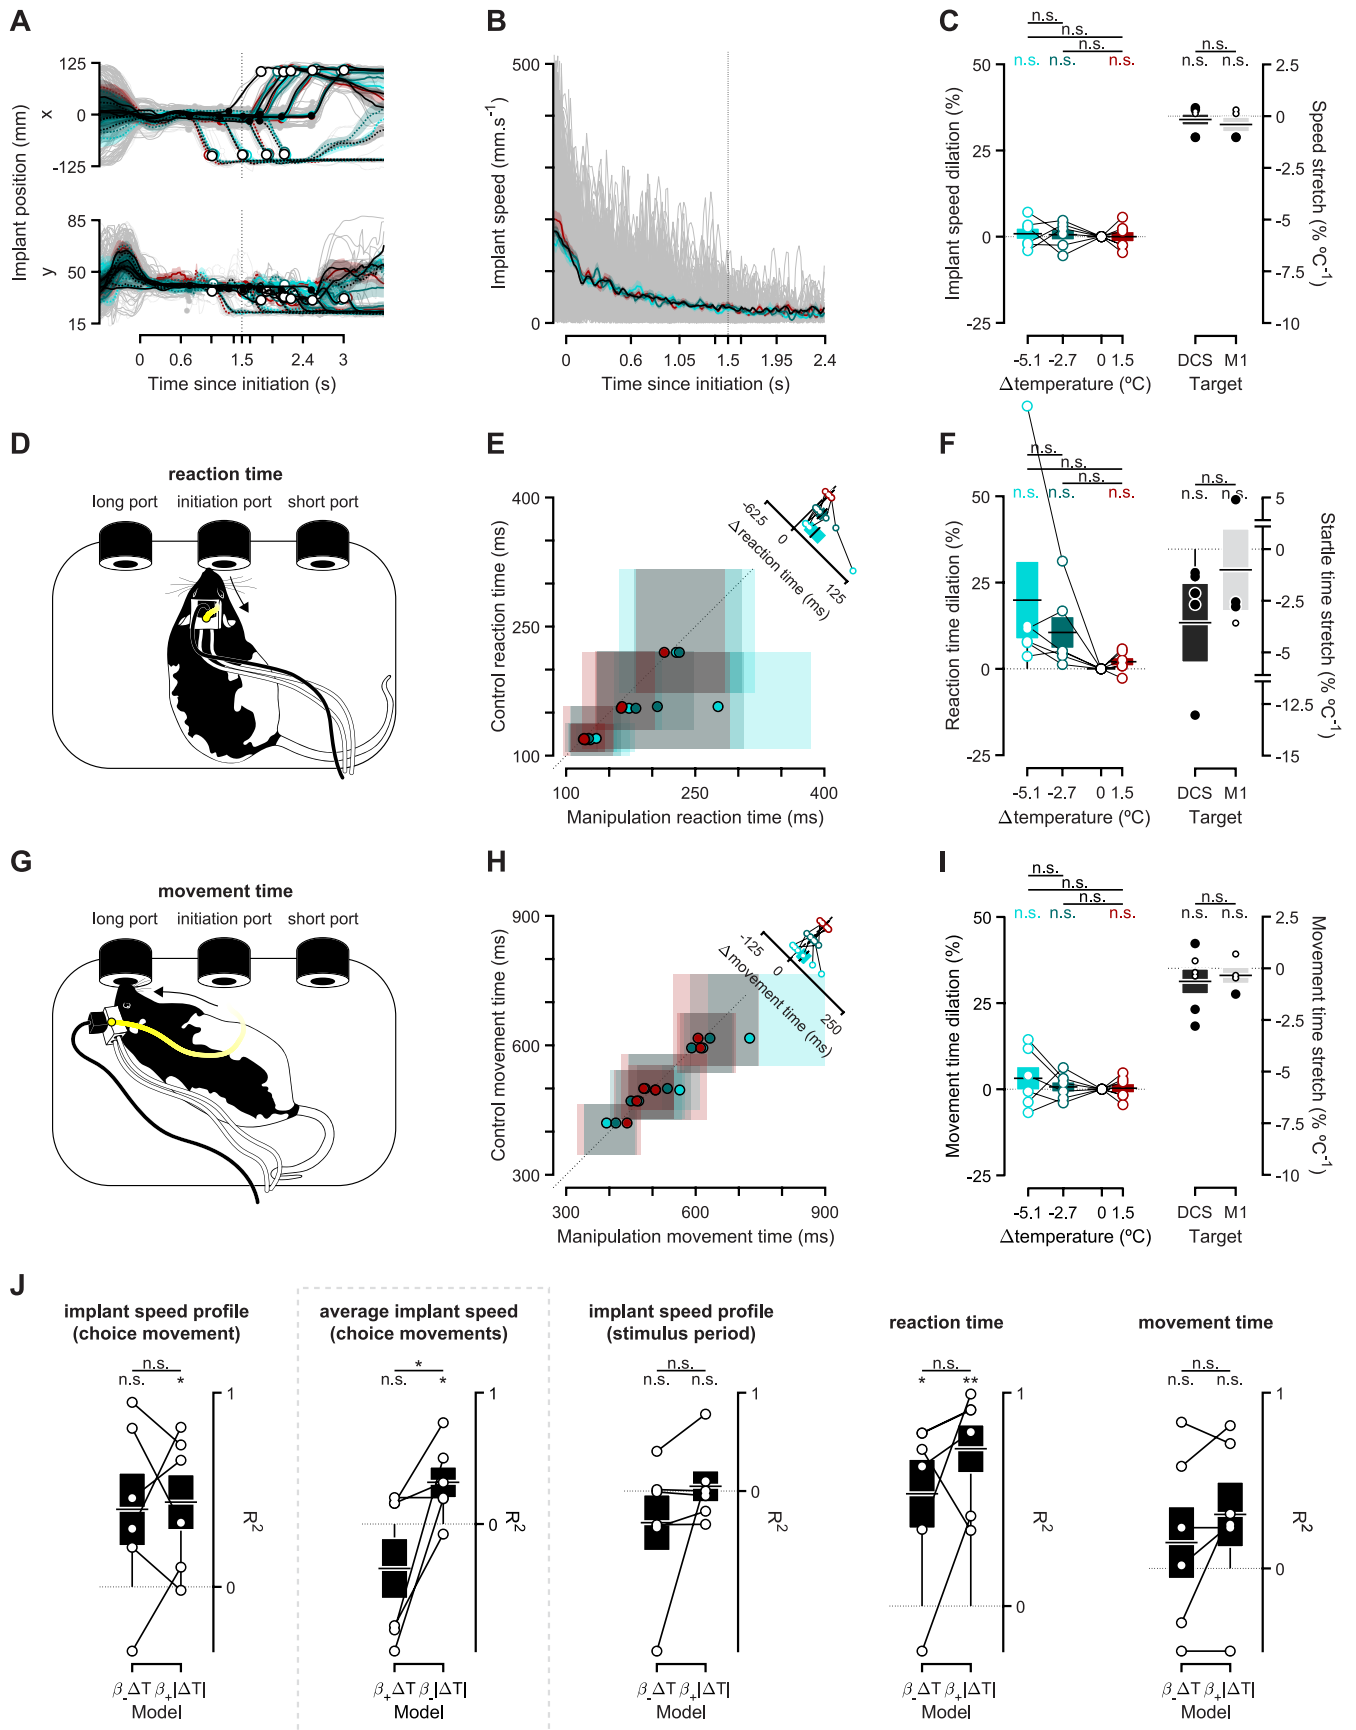 A
B
C
125
0
-125
x
85
50
15
y
Implant position (mm)
0 0.6 1.5 2.4 3
Time since initiation (s)
500
0
Implant speed (mm.s⁻¹)
0 0.6 1.05 1.5 1.95 2.4
Time since initiation (s)
n.s.
n.s.
n.s.
n.s. n.s. n.s.
50
25
0
-25
Implant speed dilation (%)
-5.1 -2.7 0 1.5
Δtemperature (ºC)
n.s.
n.s. n.s.
2.5
0
-2.5
-5
-7.5
-10
Speed stretch (% ºC⁻¹)
DCS M1
Target
D
E
F
reaction time
long port initiation port short port
400
250
100
Control reaction time (ms)
100 250 400
Manipulation reaction time (ms)
-62.5
0
125
Δreaction time (ms)
n.s.
n.s.
n.s.
n.s. n.s. n.s.
50
25
0
-25
Reaction time dilation (%)
-5.1 -2.7 0 1.5
Δtemperature (ºC)
n.s.
n.s. n.s.
5
0
-2.5
-5
-12.5
-15
Startle time stretch (% ºC⁻¹)
DCS M1
Target
G
H
I
movement time
long port initiation port short port
900
600
300
Control movement time (ms)
300 600 900
Manipulation movement time (ms)
-125
0
250
Δmovement time (ms)
n.s.
n.s.
n.s.
n.s. n.s. n.s.
50
25
0
-25
Movement time dilation (%)
-5.1 -2.7 0 1.5
Δtemperature (ºC)
n.s.
n.s. n.s.
2.5
0
-2.5
-5
-7.5
-10
Movement time stretch (% ºC⁻¹)
DCS M1
Target
J
implant speed profile
(choice movement)
n.s.
n.s. *
1
0
R²
β₋ΔT β₊|ΔT|
Model
average implant speed
(choice movements)
*
n.s. *
1
0
R²
β₊ΔT β₋|ΔT|
Model
implant speed profile
(stimulus period)
n.s.
n.s. n.s.
1
0
R²
β₋ΔT β₊|ΔT|
Model
reaction time
n.s.
* **
1
0
R²
β₋ΔT β₊|ΔT|
Model
movement time
n.s.
n.s. n.s.
1
0
R²
β₋ΔT β₊|ΔT|
Model